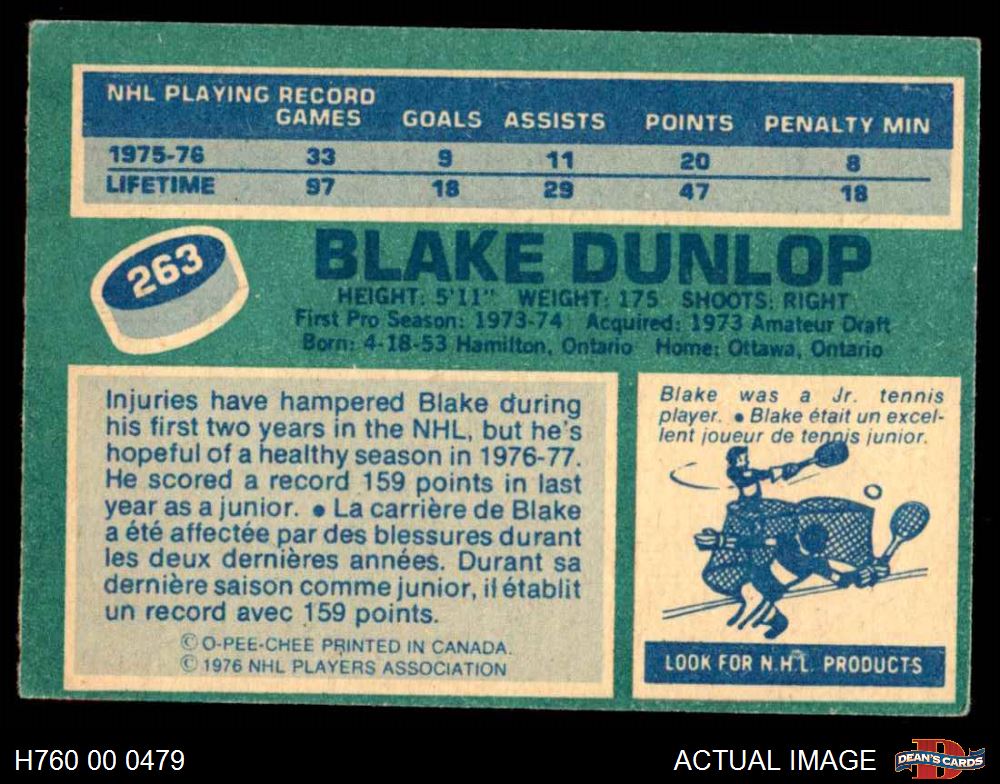 NHL PLAYING RECORD
GAMES GOALS ASSISTS POINTS PENALTY MIN
1975-76 33 9 11 20 8
LIFETIME 97 18 29 47 18
263
BLAKE DUNLOP
HEIGHT: 5'11" WEIGHT: 175 SHOOTS: RIGHT
First Pro Season: 1973-74 Acquired: 1973 Amateur Draft
Born: 4-18-53 Hamilton, Ontario Home: Ottawa, Ontario
Injuries have hampered Blake during
his first two years in the NHL, but he's
hopeful of a healthy season in 1976-77.
He scored a record 159 points in last
year as a junior. ● La carrière de Blake
a été affectée par des blessures durant
les deux dernières années. Durant sa
dernière saison comme junior, il établit
un record avec 159 points.
© O-PEE-CHEE PRINTED IN CANADA.
© 1976 NHL PLAYERS ASSOCIATION
Blake was a Jr. tennis
player. ● Blake était un excel-
lent joueur de tennis junior.
LOOK FOR N.H.L. PRODUCTS
H760 00 0479
ACTUAL IMAGE
DEAN'S CARDS